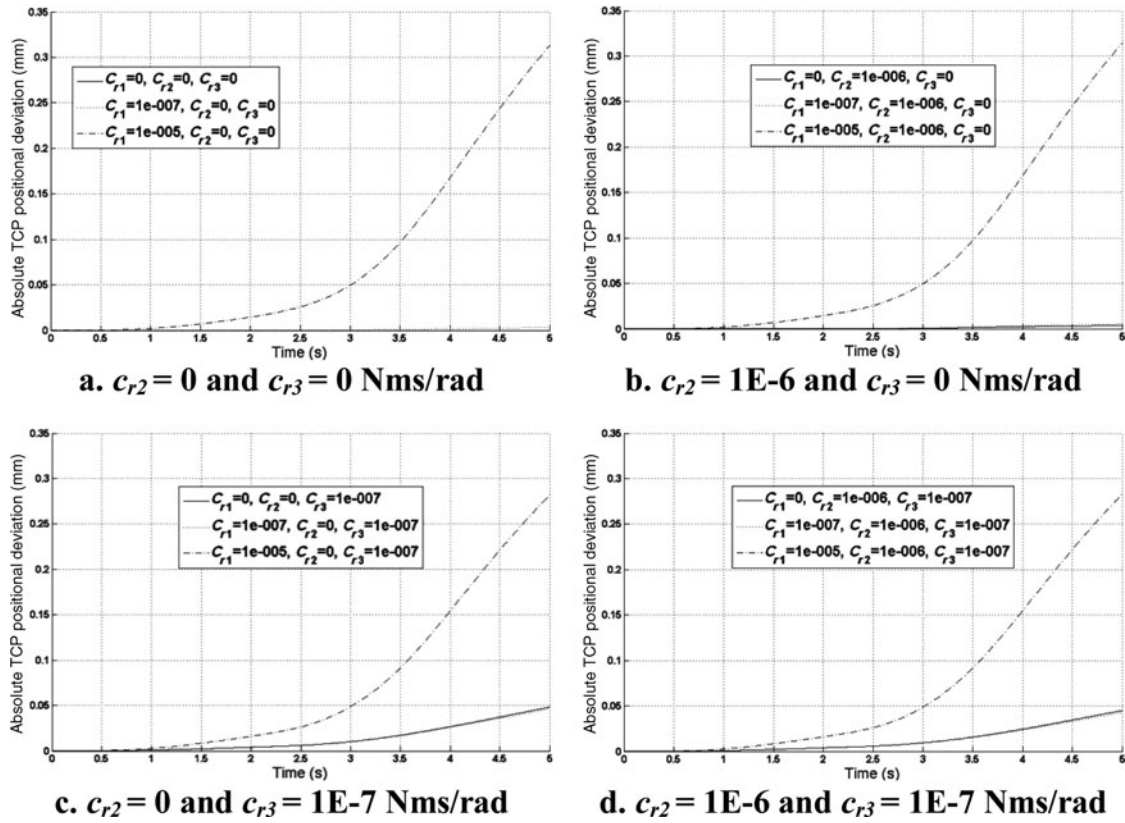 0.35
0.3
0.25
0.2
0.15
0.1
0.05
0
Absolute TCP positional deviation (mm)
C_r1=0, C_r2=0, C_r3=0
C_r1=1e-007, C_r2=0, C_r3=0
C_r1=1e-005, C_r2=0, C_r3=0
0 0.5 1 1.5 2 2.5 3 3.5 4 4.5 5
Time (s)
a. c_r2 = 0 and c_r3 = 0 Nms/rad
0.35
0.3
0.25
0.2
0.15
0.1
0.05
0
Absolute TCP positional deviation (mm)
C_r1=0, C_r2=1e-006, C_r3=0
C_r1=1e-007, C_r2=1e-006, C_r3=0
C_r1=1e-005, C_r2=1e-006, C_r3=0
0 0.5 1 1.5 2 2.5 3 3.5 4 4.5 5
Time (s)
b. c_r2 = 1E-6 and c_r3 = 0 Nms/rad
0.35
0.3
0.25
0.2
0.15
0.1
0.05
0
Absolute TCP positional deviation (mm)
C_r1=0, C_r2=0, C_r3=1e-007
C_r1=1e-007, C_r2=0, C_r3=1e-007
C_r1=1e-005, C_r2=0, C_r3=1e-007
0 0.5 1 1.5 2 2.5 3 3.5 4 4.5 5
Time (s)
c. c_r2 = 0 and c_r3 = 1E-7 Nms/rad
0.35
0.3
0.25
0.2
0.15
0.1
0.05
0
Absolute TCP positional deviation (mm)
C_r1=0, C_r2=1e-006, C_r3=1e-007
C_r1=1e-007, C_r2=1e-006, C_r3=1e-007
C_r1=1e-005, C_r2=1e-006, C_r3=1e-007
0 0.5 1 1.5 2 2.5 3 3.5 4 4.5 5
Time (s)
d. c_r2 = 1E-6 and c_r3 = 1E-7 Nms/rad